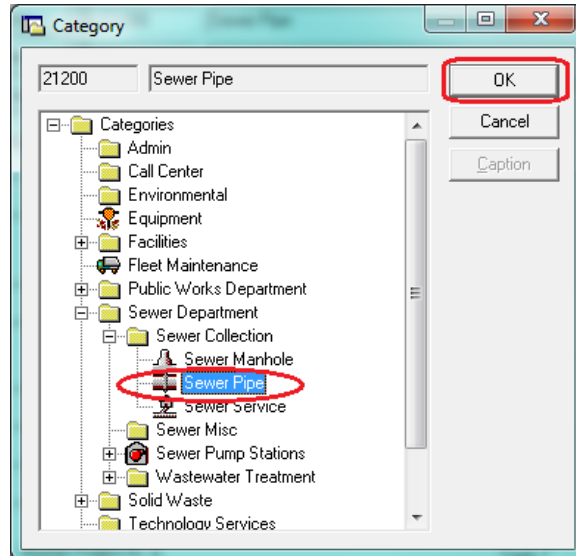 Category
21200 Sewer Pipe
OK
Cancel
Caption
Categories
Admin
Call Center
Environmental
Equipment
Facilities
Fleet Maintenance
Public Works Department
Sewer Department
Sewer Collection
Sewer Manhole
Sewer Pipe
Sewer Service
Sewer Misc
Sewer Pump Stations
Wastewater Treatment
Solid Waste
Technology Services